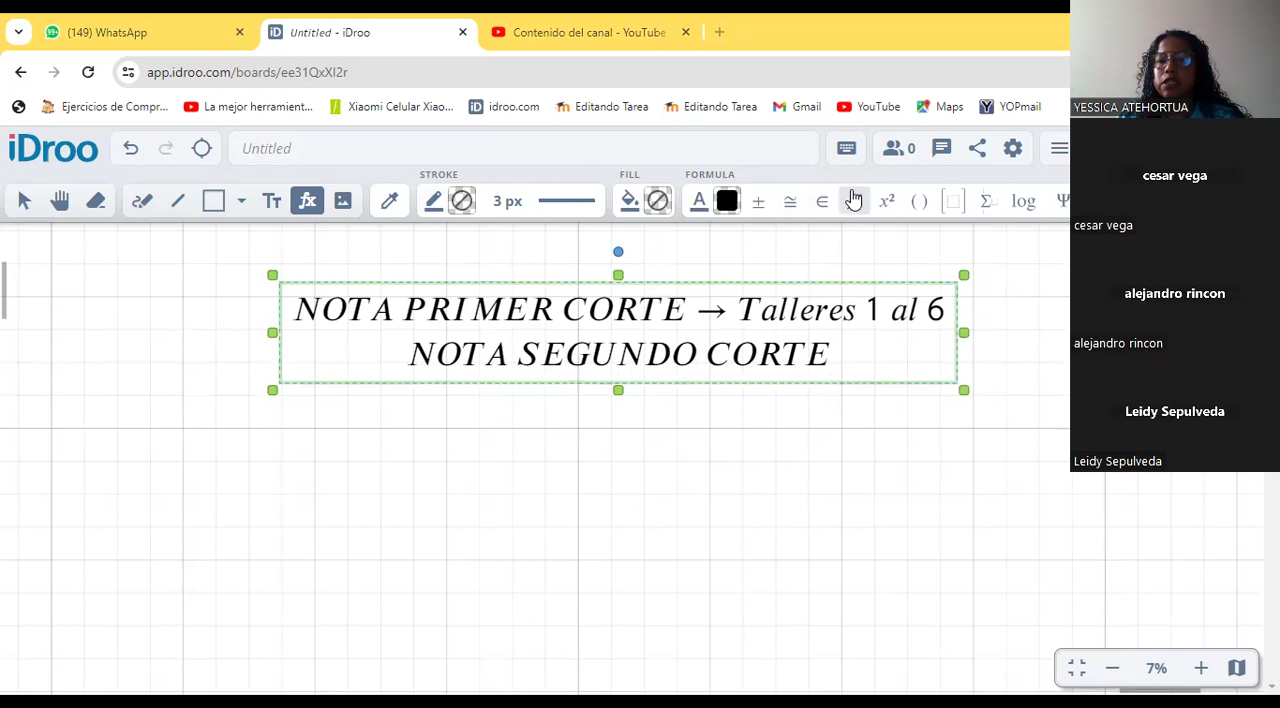 (149) WhatsApp
Untitled - iDroo
Contenido del canal - YouTube
app.idroo.com/boards/ee31QxXl2r
Ejercicios de Compr...
La mejor herramient...
Xiaomi Celular Xiao...
idroo.com
Editando Tarea
Editando Tarea
Gmail
YouTube
Maps
YOPmail
iDroo
Untitled
0
STROKE
FILL
FORMULA
Tт
fx
3 px
A
±
≅
∈
x²
( )
Σ
log
Ψ
NOTA PRIMER CORTE → Talleres 1 al 6
NOTA SEGUNDO CORTE
YESSICA ATEHORTUA
cesar vega
cesar vega
alejandro rincon
alejandro rincon
Leidy Sepulveda
Leidy Sepulveda
7%